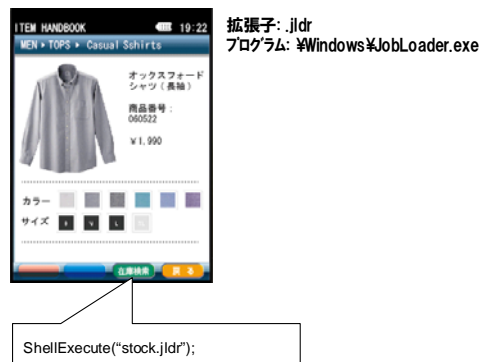 ITEM HANDBOOK 19:22
MEN ▸ TOPS ▸ Casual Sshirts
オックスフォード
シャツ（長袖）
商品番号：
060522
￥1,990
カラー
サイズ S M L
在庫検索 戻る
拡張子: .jldr
プログラム: ¥Windows¥JobLoader.exe
ShellExecute(“stock.jldr”);